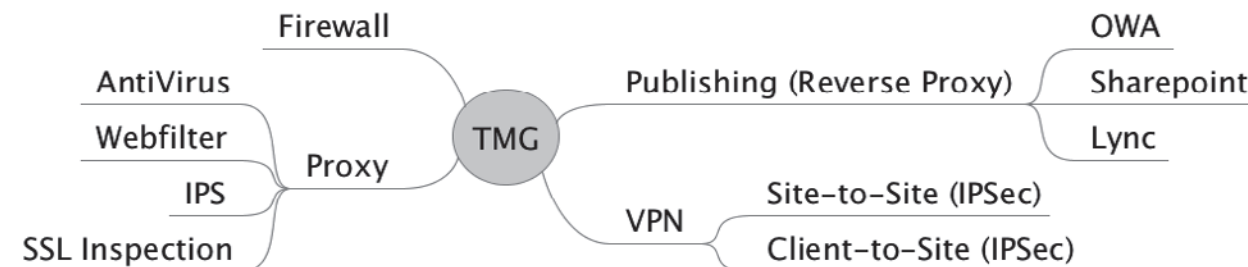 Firewall
AntiVirus
Webfilter
IPS
SSL Inspection
Proxy
TMG
Publishing (Reverse Proxy)
OWA
Sharepoint
Lync
VPN
Site-to-Site (IPSec)
Client-to-Site (IPSec)